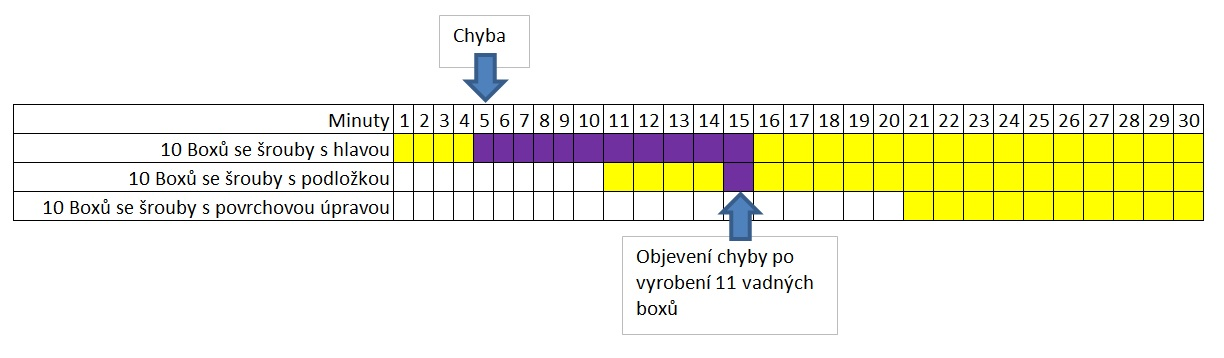 Chyba
Minuty 1 2 3 4 5 6 7 8 9 10 11 12 13 14 15 16 17 18 19 20 21 22 23 24 25 26 27 28 29 30
10 Boxů se šrouby s hlavou
10 Boxů se šrouby s podložkou
10 Boxů se šrouby s povrchovou úpravou
Objevení chyby po
vyrobení 11 vadných
boxů